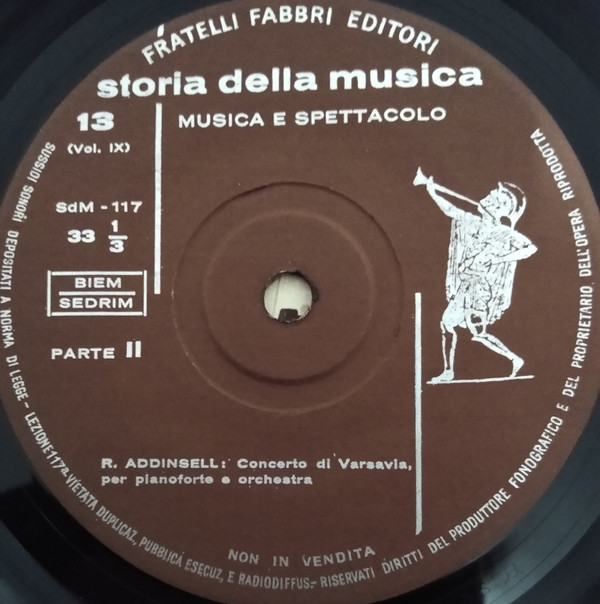 FRATELLI FABBRI EDITORI
storia della musica
13
MUSICA E SPETTACOLO
(Vol. IX)
SdM - 117
33 1/3
BIEM
SEDRIM
PARTE II
R. ADDINSELL: Concerto di Varsavia,
per pianoforte e orchestra
NON IN VENDITA
SUSSIDI SONORI DEPOSITATI A NORMA DI LEGGE - LEZIONE 117a - VIETATA DUPLICAZ, PUBBLICA ESECUZ, E RADIODIFFUS. - RISERVATI DIRITTI DEL PRODUTTORE FONOGRAFICO E DEL PROPRIETARIO DELL'OPERA RIPRODOTTA